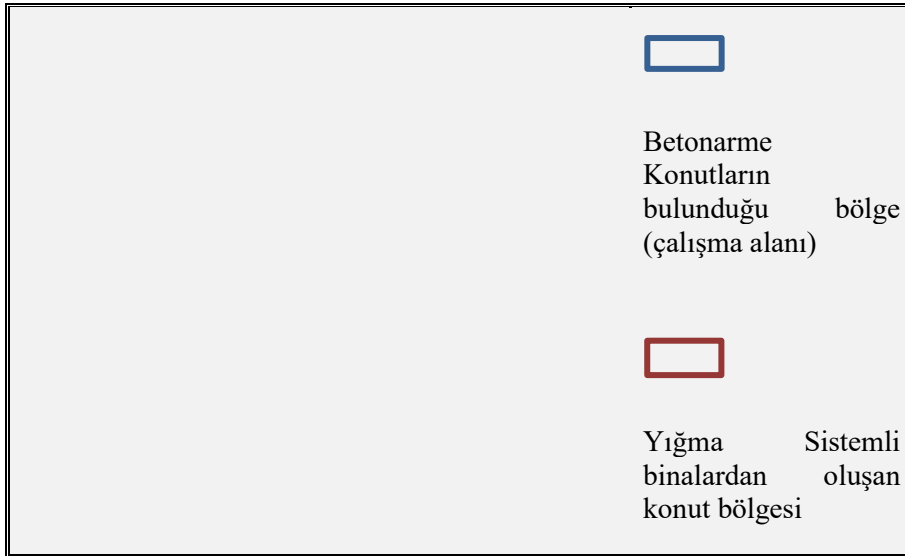 Betonarme
Konutların
bulunduğu bölge
(çalışma alanı)
Yığma Sistemli
binalardan oluşan
konut bölgesi